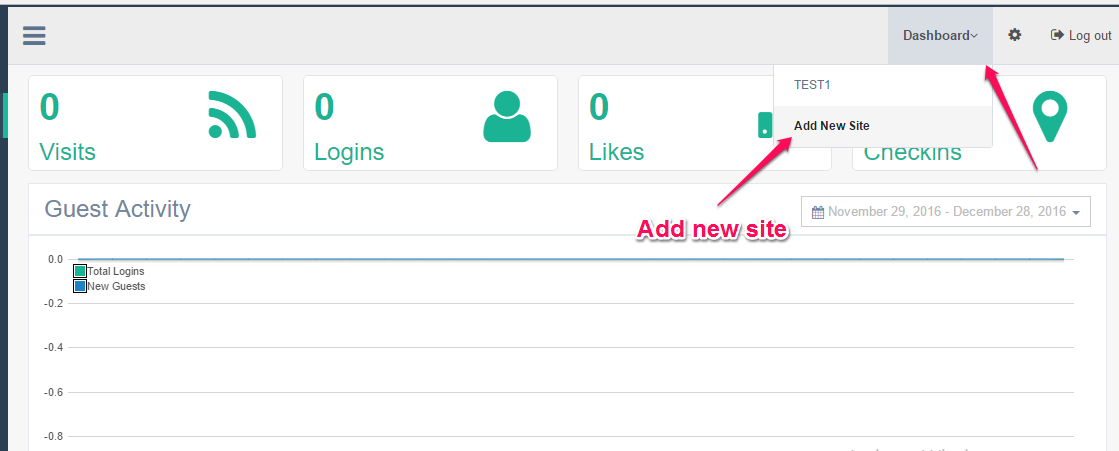 Dashboard
Log out
TEST1
Add New Site
0
Visits
0
Logins
0
Likes
Checkins
Add new site
Guest Activity
November 29, 2016 - December 28, 2016
0.0
Total Logins
New Guests
-0.2
-0.4
-0.6
-0.8